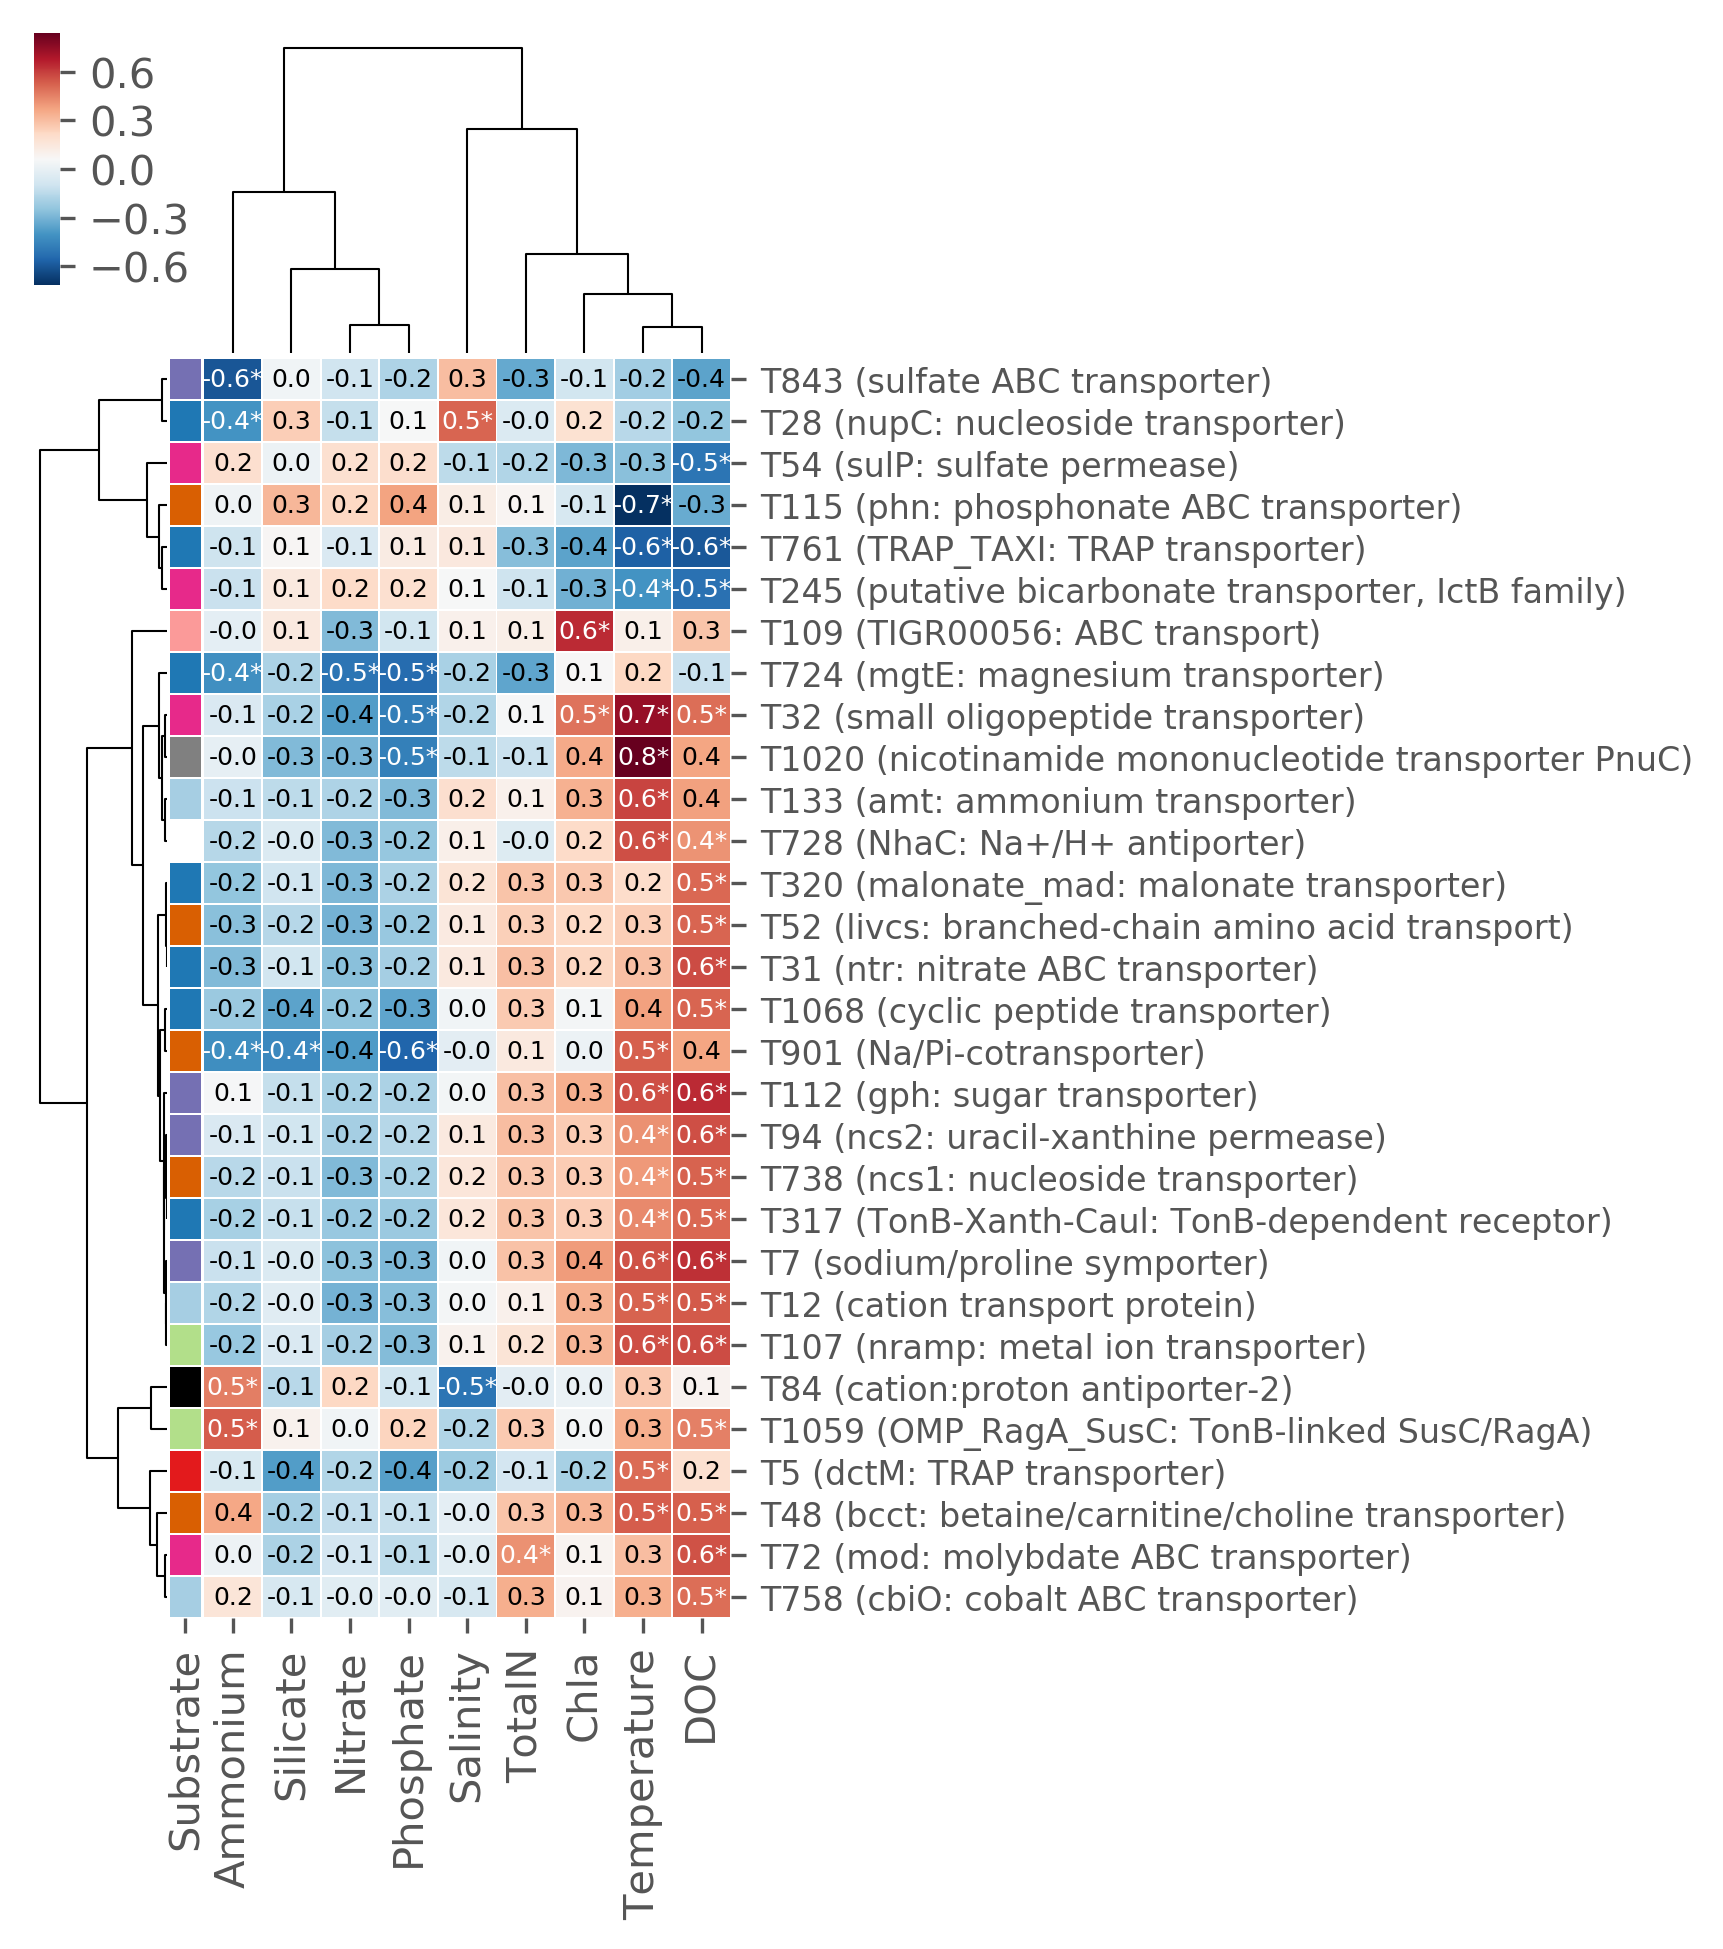 0.6
0.3
0.0
−0.3
−0.6
-0.6* 0.0 -0.1 -0.2 0.3 -0.3 -0.1 -0.2 -0.4 T843 (sulfate ABC transporter)
-0.4* 0.3 -0.1 0.1 0.5* -0.0 0.2 -0.2 -0.2 T28 (nupC: nucleoside transporter)
0.2 0.0 0.2 0.2 -0.1 -0.2 -0.3 -0.3 -0.5* T54 (sulP: sulfate permease)
0.0 0.3 0.2 0.4 0.1 0.1 -0.1 -0.7* -0.3 T115 (phn: phosphonate ABC transporter)
-0.1 0.1 -0.1 0.1 0.1 -0.3 -0.4 -0.6* -0.6* T761 (TRAP_TAXI: TRAP transporter)
-0.1 0.1 0.2 0.2 0.1 -0.1 -0.3 -0.4* -0.5* T245 (putative bicarbonate transporter, IctB family)
-0.0 0.1 -0.3 -0.1 0.1 0.1 0.6* 0.1 0.3 T109 (TIGR00056: ABC transport)
-0.4* -0.2 -0.5* -0.5* -0.2 -0.3 0.1 0.2 -0.1 T724 (mgtE: magnesium transporter)
-0.1 -0.2 -0.4 -0.5* -0.2 0.1 0.5* 0.7* 0.5* T32 (small oligopeptide transporter)
-0.0 -0.3 -0.3 -0.5* -0.1 -0.1 0.4 0.8* 0.4 T1020 (nicotinamide mononucleotide transporter PnuC)
-0.1 -0.1 -0.2 -0.3 0.2 0.1 0.3 0.6* 0.4 T133 (amt: ammonium transporter)
-0.2 -0.0 -0.3 -0.2 0.1 -0.0 0.2 0.6* 0.4* T728 (NhaC: Na+/H+ antiporter)
-0.2 -0.1 -0.3 -0.2 0.2 0.3 0.3 0.2 0.5* T320 (malonate_mad: malonate transporter)
-0.3 -0.2 -0.3 -0.2 0.1 0.3 0.2 0.3 0.5* T52 (livcs: branched-chain amino acid transport)
-0.3 -0.1 -0.3 -0.2 0.1 0.3 0.2 0.3 0.6* T31 (ntr: nitrate ABC transporter)
-0.2 -0.4 -0.2 -0.3 0.0 0.3 0.1 0.4 0.5* T1068 (cyclic peptide transporter)
-0.4* -0.4* -0.4 -0.6* -0.0 0.1 0.0 0.5* 0.4 T901 (Na/Pi-cotransporter)
0.1 -0.1 -0.2 -0.2 0.0 0.3 0.3 0.6* 0.6* T112 (gph: sugar transporter)
-0.1 -0.1 -0.2 -0.2 0.1 0.3 0.3 0.4* 0.6* T94 (ncs2: uracil-xanthine permease)
-0.2 -0.1 -0.3 -0.2 0.2 0.3 0.3 0.4* 0.5* T738 (ncs1: nucleoside transporter)
-0.2 -0.1 -0.2 -0.2 0.2 0.3 0.3 0.4* 0.5* T317 (TonB-Xanth-Caul: TonB-dependent receptor)
-0.1 -0.0 -0.3 -0.3 0.0 0.3 0.4 0.6* 0.6* T7 (sodium/proline symporter)
-0.2 -0.0 -0.3 -0.3 0.0 0.1 0.3 0.5* 0.5* T12 (cation transport protein)
-0.2 -0.1 -0.2 -0.3 0.1 0.2 0.3 0.6* 0.6* T107 (nramp: metal ion transporter)
0.5* -0.1 0.2 -0.1 -0.5* -0.0 0.0 0.3 0.1 T84 (cation:proton antiporter-2)
0.5* 0.1 0.0 0.2 -0.2 0.3 0.0 0.3 0.5* T1059 (OMP_RagA_SusC: TonB-linked SusC/RagA)
-0.1 -0.4 -0.2 -0.4 -0.2 -0.1 -0.2 0.5* 0.2 T5 (dctM: TRAP transporter)
0.4 -0.2 -0.1 -0.1 -0.0 0.3 0.3 0.5* 0.5* T48 (bcct: betaine/carnitine/choline transporter)
0.0 -0.2 -0.1 -0.1 -0.0 0.4* 0.1 0.3 0.6* T72 (mod: molybdate ABC transporter)
0.2 -0.1 -0.0 -0.0 -0.1 0.3 0.1 0.3 0.5* T758 (cbiO: cobalt ABC transporter)
Substrate
Ammonium
Silicate
Nitrate
Phosphate
Salinity
TotalN
Chla
Temperature
DOC